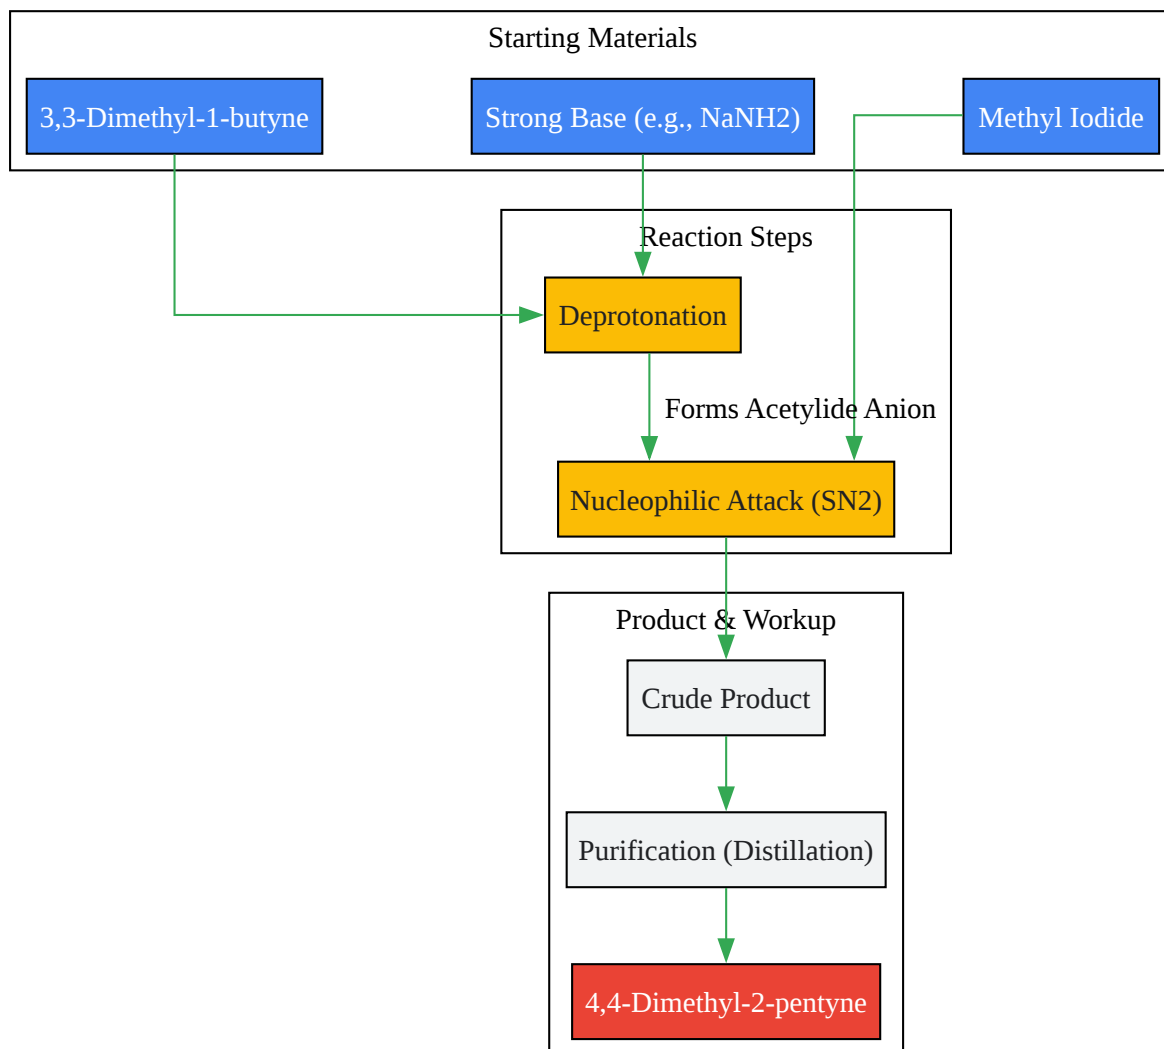 Starting Materials
3,3-Dimethyl-1-butyne
Strong Base (e.g., NaNH2)
Methyl Iodide
Reaction Steps
Deprotonation
Forms Acetylide Anion
Nucleophilic Attack (SN2)
Product & Workup
Crude Product
Purification (Distillation)
4,4-Dimethyl-2-pentyne